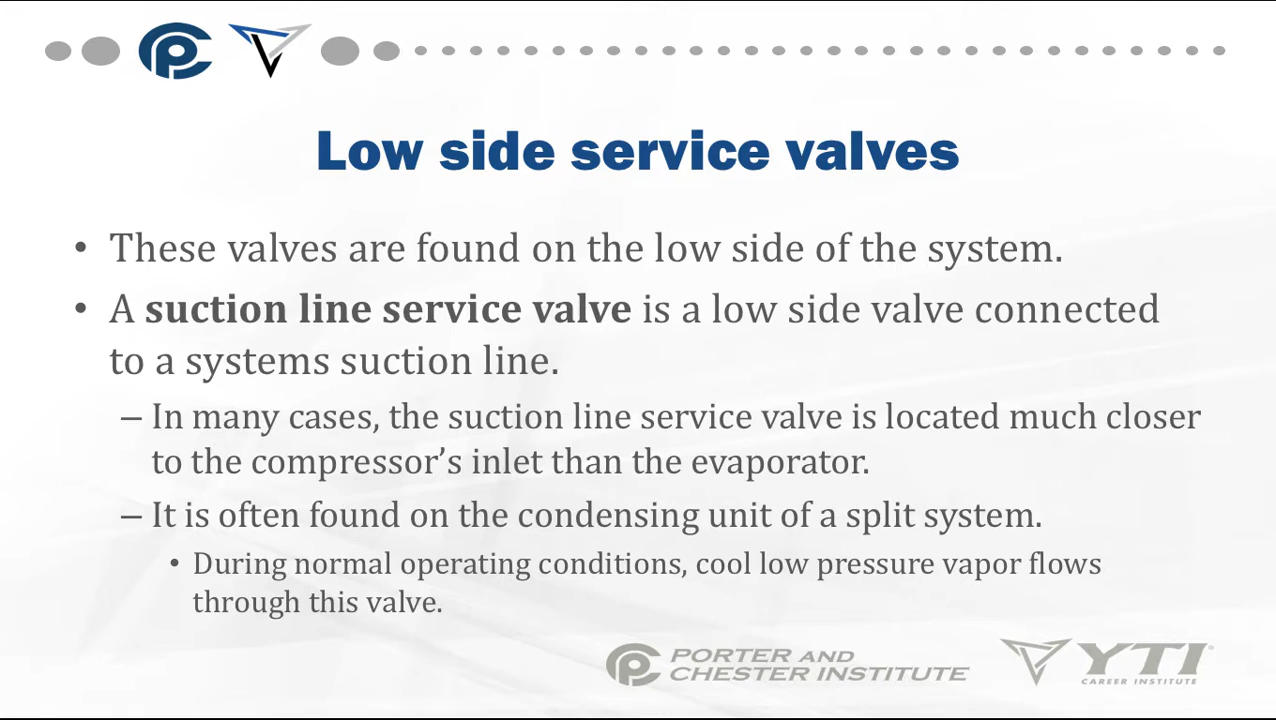 Low side service valves
• These valves are found on the low side of the system.
• A suction line service valve is a low side valve connected
to a systems suction line.
– In many cases, the suction line service valve is located much closer
to the compressor’s inlet than the evaporator.
– It is often found on the condensing unit of a split system.
• During normal operating conditions, cool low pressure vapor flows
through this valve.
PORTER AND
CHESTER INSTITUTE
YTI
CAREER INSTITUTE